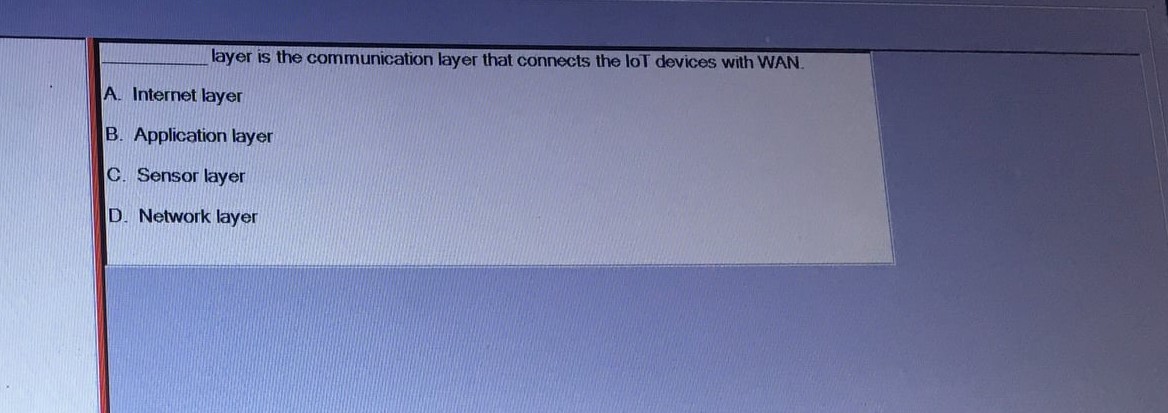 ________ layer is the communication layer that connects the IoT devices with WAN.
A. Internet layer
B. Application layer
C. Sensor layer
D. Network layer